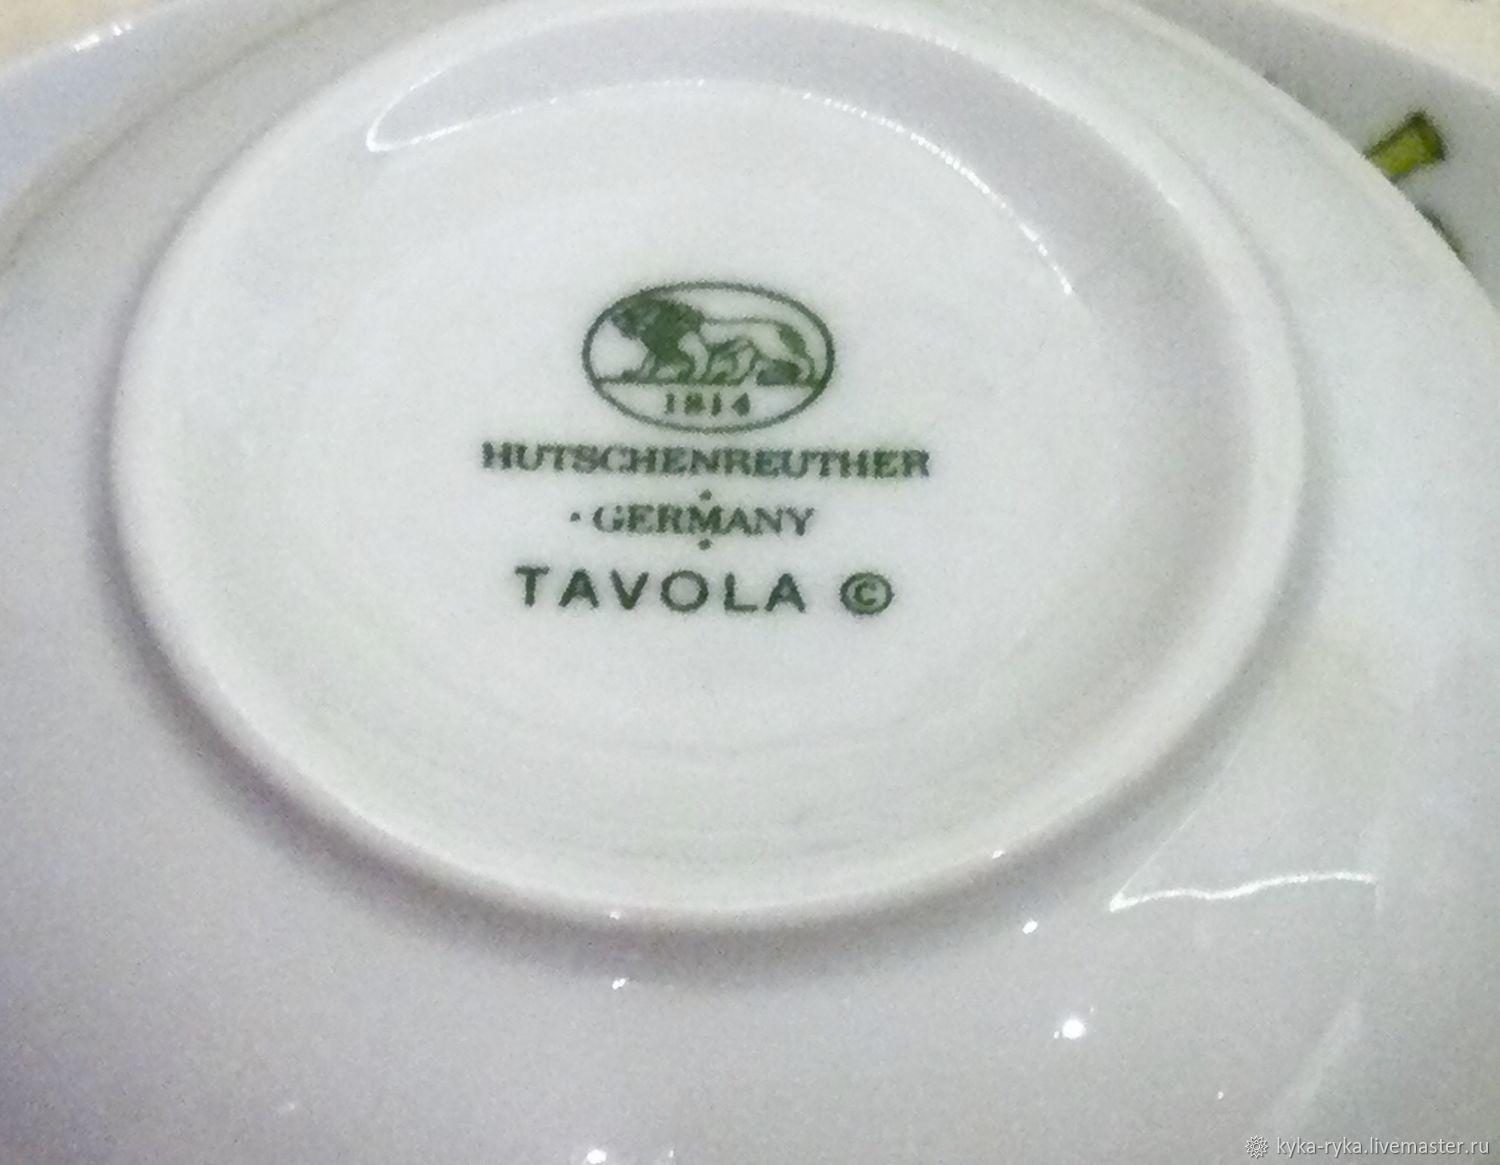 1814
HUTSCHENREUTHER
GERMANY
TAVOLA ©
kyka-ryka.livemaster.ru